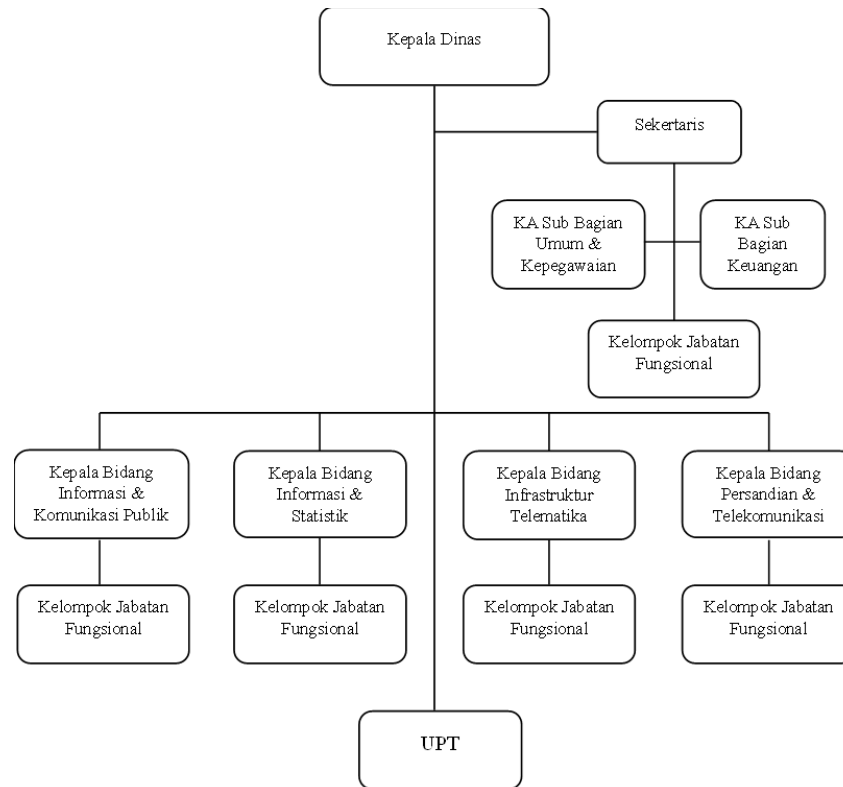 Kepala Dinas
Sekertaris
KA Sub Bagian
Umum &
Kepegawaian
KA Sub
Bagian
Keuangan
Kelompok Jabatan
Fungsional
Kepala Bidang
Informasi &
Komunikasi Publik
Kepala Bidang
Informasi &
Statistik
Kepala Bidang
Infrastruktur
Telematika
Kepala Bidang
Persandian &
Telekomunikasi
Kelompok Jabatan
Fungsional
Kelompok Jabatan
Fungsional
Kelompok Jabatan
Fungsional
Kelompok Jabatan
Fungsional
UPT